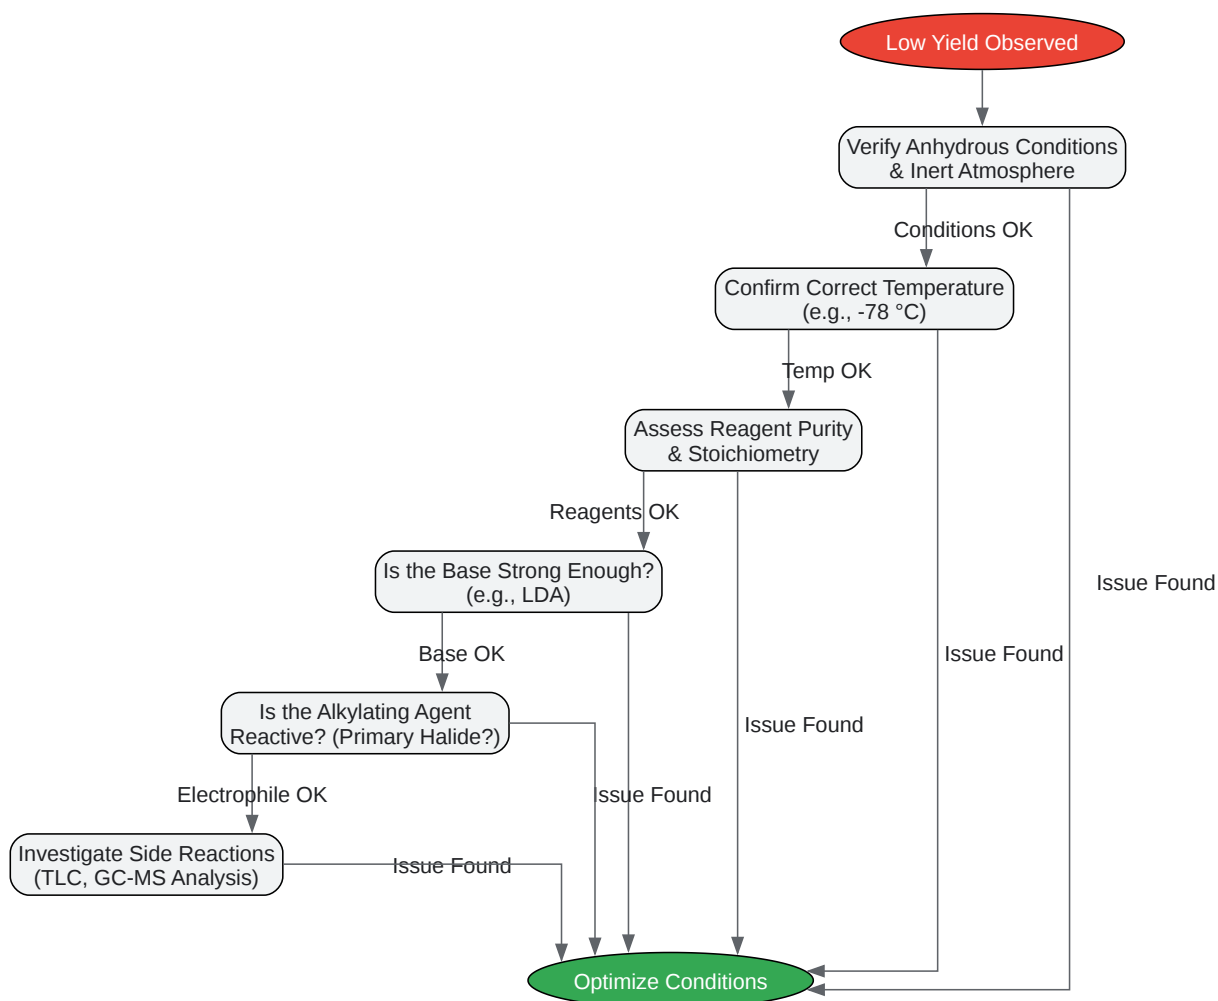 Low Yield Observed
Verify Anhydrous Conditions
& Inert Atmosphere
Conditions OK
Confirm Correct Temperature
(e.g., -78 °C)
Temp OK
Assess Reagent Purity
& Stoichiometry
Reagents OK
Is the Base Strong Enough?
(e.g., LDA)
Issue Found
Base OK
Issue Found
Is the Alkylating Agent
Reactive? (Primary Halide?)
Issue Found
Electrophile OK
Issue Found
Investigate Side Reactions
(TLC, GC-MS Analysis)
Issue Found
Optimize Conditions